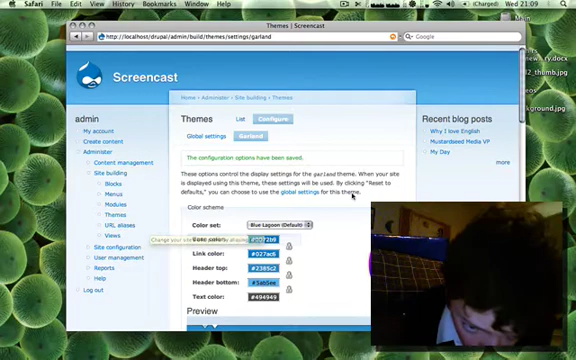 Safari File Edit View History Bookmarks Window Help
(Charged) Wed 21:09
Themes | Screencast
http://localhost/drupal/admin/build/themes/settings/garland
Google
Screencast
admin
My account
Create content
Administer
Content management
Site building
Blocks
Menus
Modules
Themes
URL aliases
Views
Site configuration
User management
Reports
Help
Log out
Home » Administer » Site building » Themes
Themes List Configure
Global settings Garland
The configuration options have been saved.
These options control the display settings for the garland theme. When your site
is displayed using this theme, these settings will be used. By clicking "Reset to
defaults," you can choose to use the global settings for this theme.
Color scheme
Color set: Blue Lagoon (Default)
Base color:
Link color: #027ac6
Header top: #2385c2
Header bottom: #5ab5ee
Text color: #494949
Preview
Recent blog posts
Why I love English
Mustardseed Media VP
My Day
more